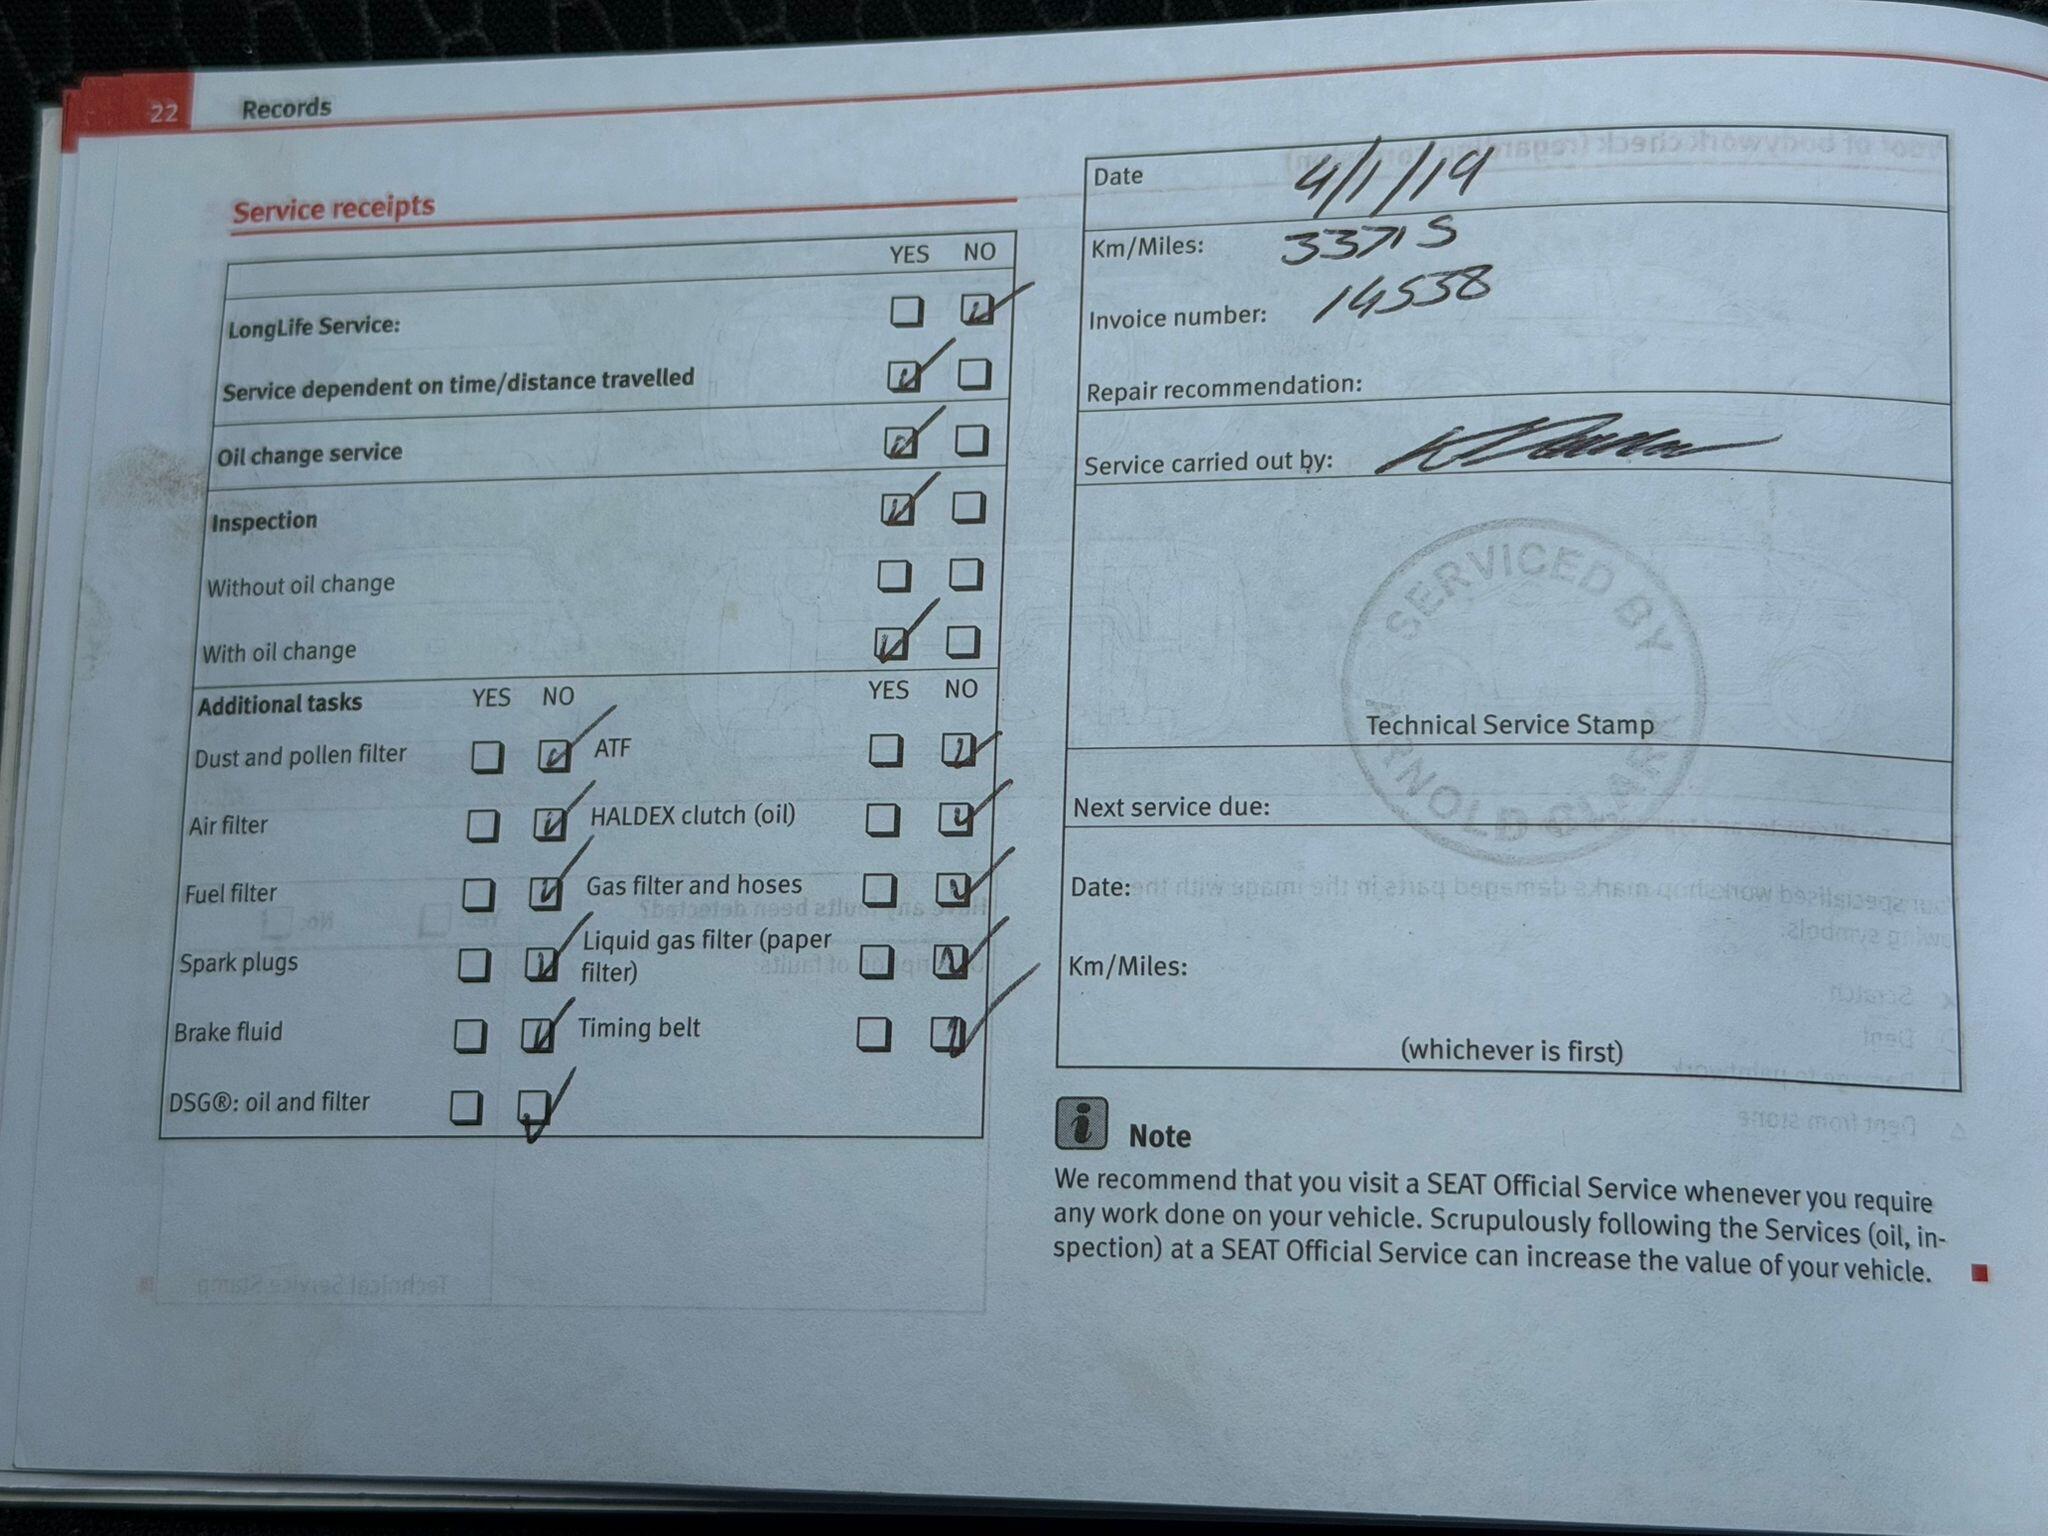 22 Records
Service receipts
YES NO
LongLife Service:
Service dependent on time/distance travelled
Oil change service
Inspection
Without oil change
With oil change
Additional tasks YES NO YES NO
Dust and pollen filter ATF
Air filter HALDEX clutch (oil)
Fuel filter Gas filter and hoses
Spark plugs Liquid gas filter (paper
filter)
Brake fluid Timing belt
DSG®: oil and filter
Date 4/1/19
Km/Miles: 33715
Invoice number: 14538
Repair recommendation:
Service carried out by:
SERVICED BY
ARNOLD CLARK
Technical Service Stamp
Next service due:
Date:
Km/Miles:
(whichever is first)
i Note
We recommend that you visit a SEAT Official Service whenever you require
any work done on your vehicle. Scrupulously following the Services (oil, in-
spection) at a SEAT Official Service can increase the value of your vehicle.